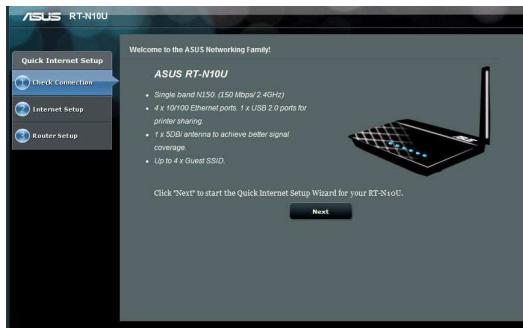 ASUS RT-N10U
Quick Internet Setup
1 Check Connection
2 Internet Setup
3 Router Setup
Welcome to the ASUS Networking Family!
ASUS RT-N10U
• Single band N150. (150 Mbps/ 2.4GHz)
• 4 x 10/100 Ethernet ports. 1 x USB 2.0 ports for
printer sharing.
• 1 x 5DBi antenna to achieve better signal
coverage.
• Up to 4 x Guest SSID.
Click "Next" to start the Quick Internet Setup Wizard for your RT-N10U.
Next